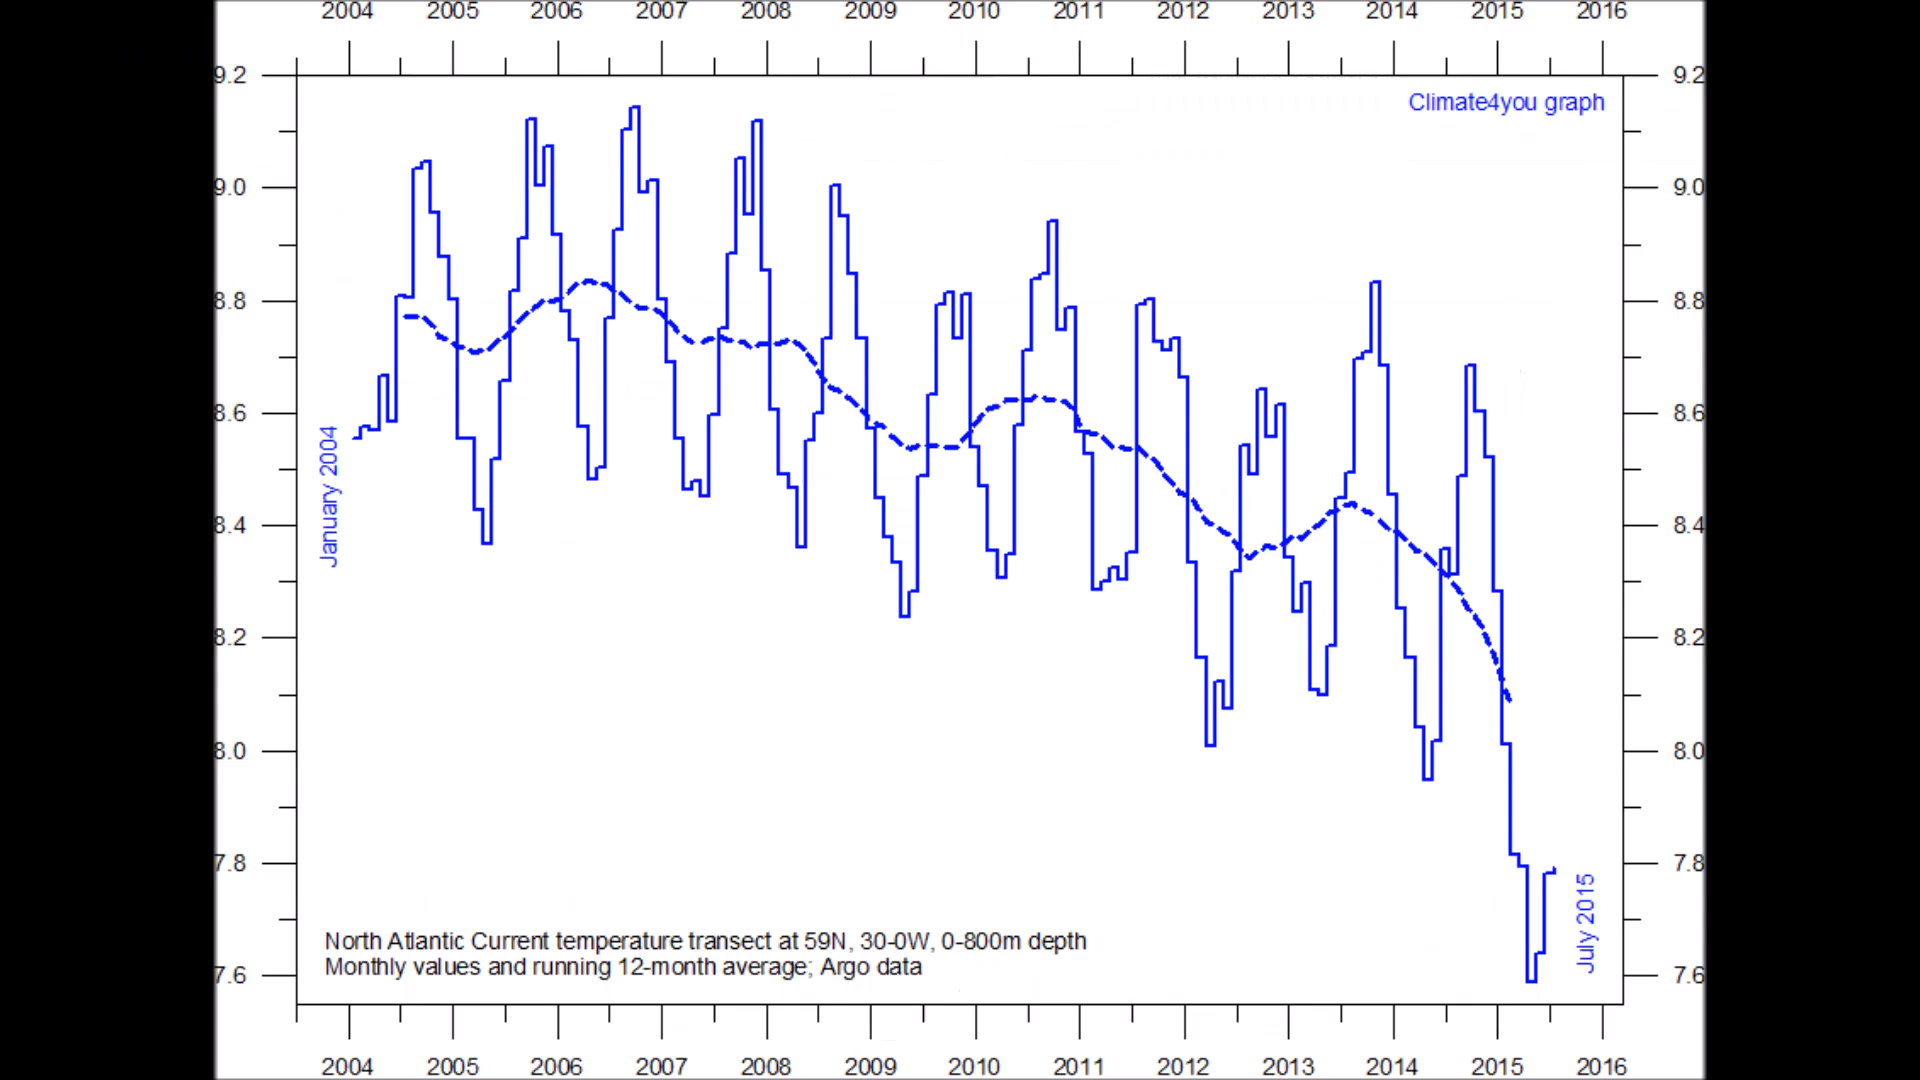 2004 2005 2006 2007 2008 2009 2010 2011 2012 2013 2014 2015 2016
9.2 9.2
Climate4you graph
9.0 9.0
8.8 8.8
8.6 8.6
January 2004
8.4 8.4
8.2 8.2
8.0 8.0
7.8 7.8
July 2015
North Atlantic Current temperature transect at 59N, 30-0W, 0-800m depth
Monthly values and running 12-month average; Argo data
7.6 7.6
2004 2005 2006 2007 2008 2009 2010 2011 2012 2013 2014 2015 2016